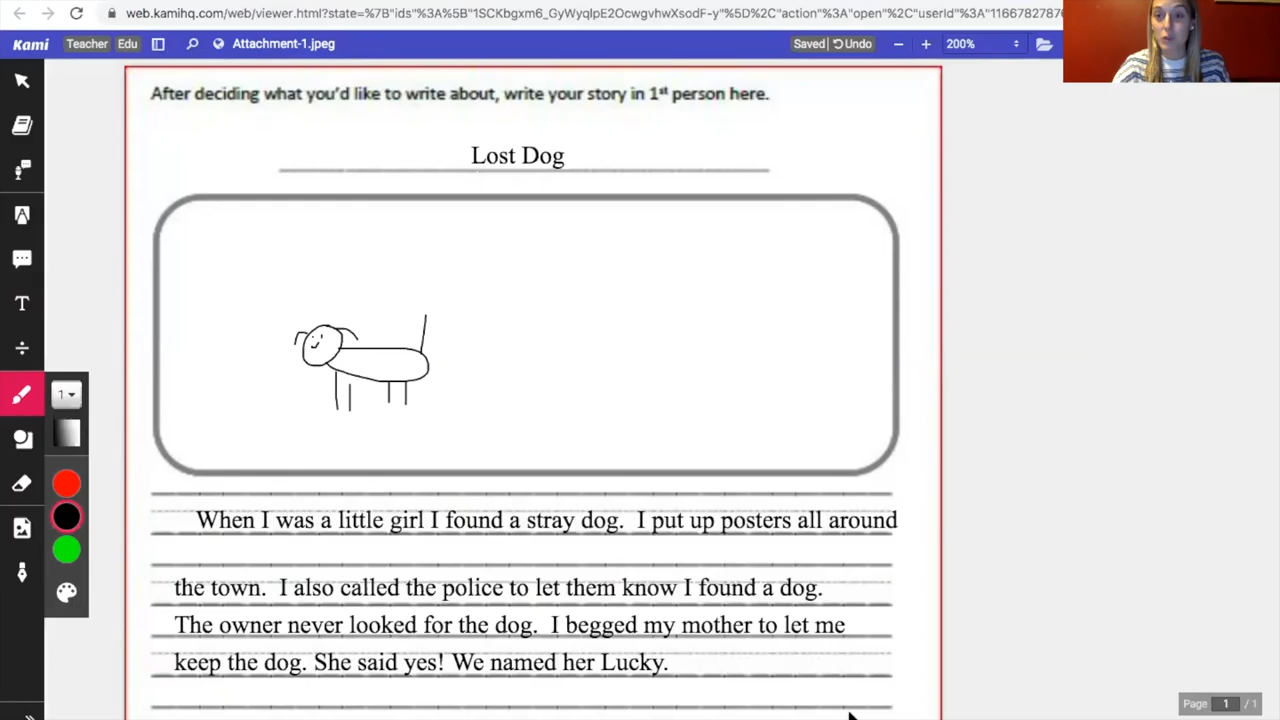 web.kamihq.com/web/viewer.html?state=%7B"ids"%3A%5B"1SCKbgxm6_GyWyqlpE2OcwgvhwXsodF-y"%5D%2C"action"%3A"open"%2C"userId"%3A"11667827876
Kami Teacher Edu Attachment-1.jpeg Saved Undo 200%
After deciding what you'd like to write about, write your story in 1st person here.
Lost Dog
1
When I was a little girl I found a stray dog. I put up posters all around
the town. I also called the police to let them know I found a dog.
The owner never looked for the dog. I begged my mother to let me
keep the dog. She said yes! We named her Lucky.
Page 1 / 1